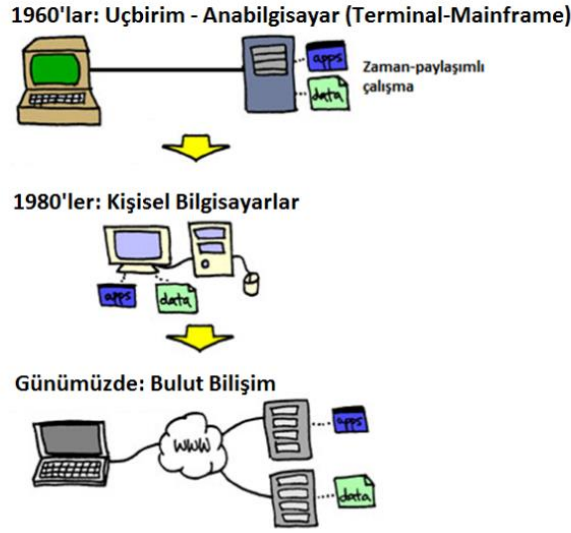 1960'lar: Uçbirim - Anabilgisayar (Terminal-Mainframe)
apps
Zaman-paylaşımlı
çalışma
data
1980'ler: Kişisel Bilgisayarlar
apps
data
Günümüzde: Bulut Bilişim
www
apps
data